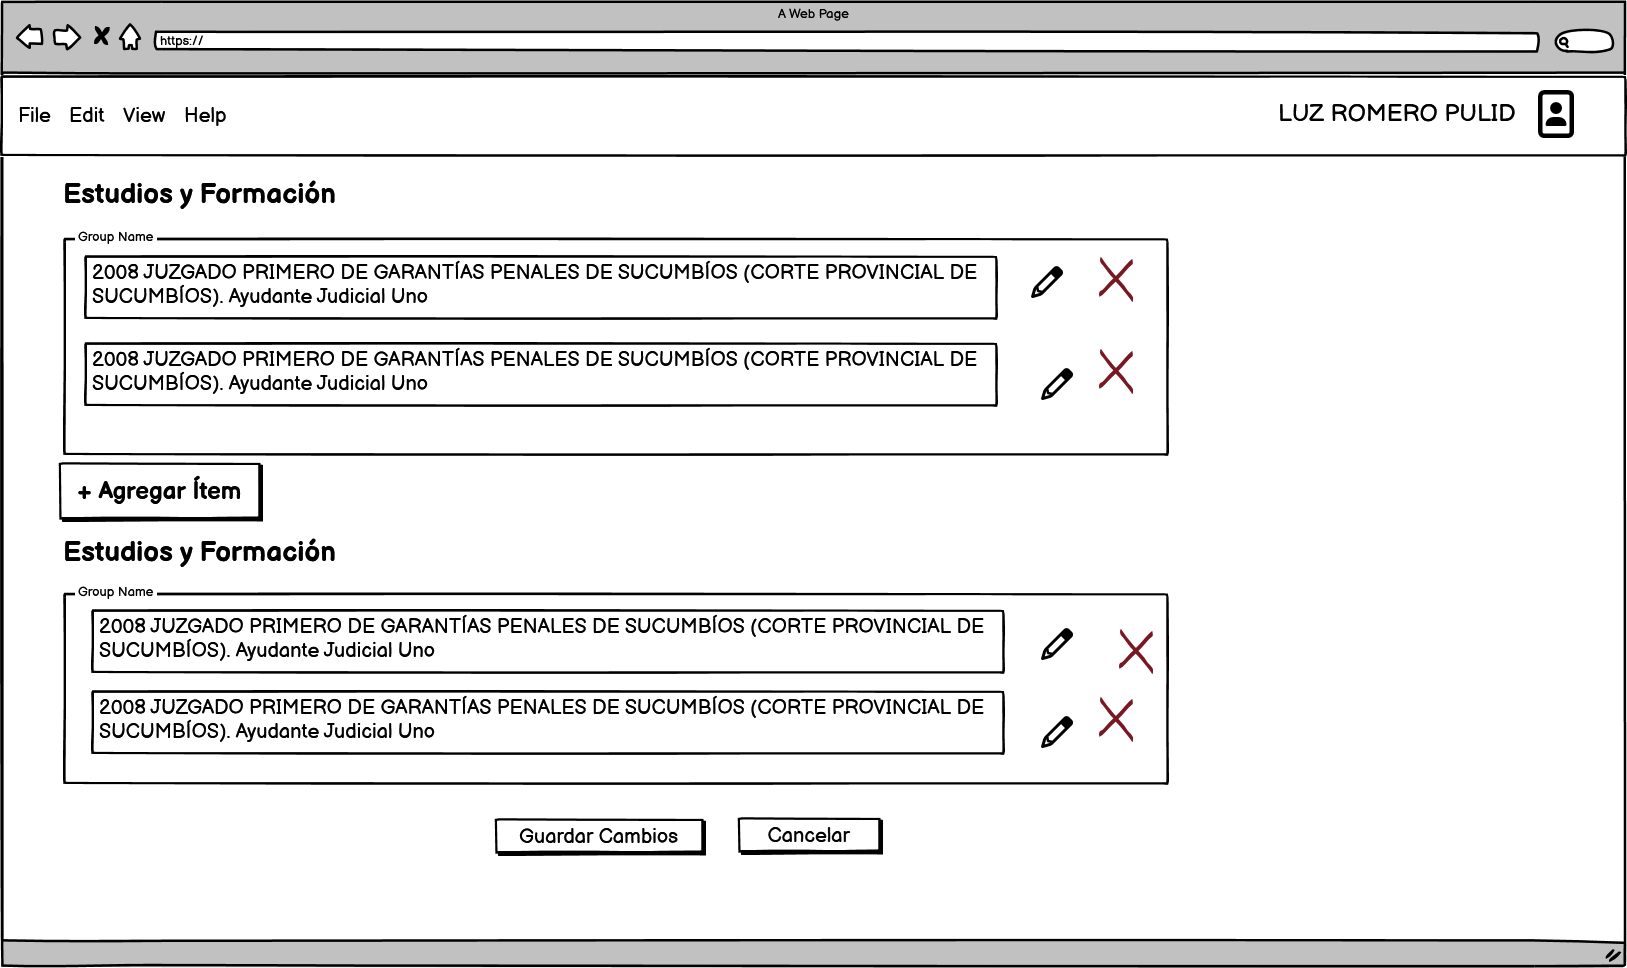 A Web Page
https://
File Edit View Help
LUZ ROMERO PULID
Estudios y Formación
Group Name
2008 JUZGADO PRIMERO DE GARANTÍAS PENALES DE SUCUMBÍOS (CORTE PROVINCIAL DE
SUCUMBÍOS). Ayudante Judicial Uno
2008 JUZGADO PRIMERO DE GARANTÍAS PENALES DE SUCUMBÍOS (CORTE PROVINCIAL DE
SUCUMBÍOS). Ayudante Judicial Uno
+ Agregar Ítem
Estudios y Formación
Group Name
2008 JUZGADO PRIMERO DE GARANTÍAS PENALES DE SUCUMBÍOS (CORTE PROVINCIAL DE
SUCUMBÍOS). Ayudante Judicial Uno
2008 JUZGADO PRIMERO DE GARANTÍAS PENALES DE SUCUMBÍOS (CORTE PROVINCIAL DE
SUCUMBÍOS). Ayudante Judicial Uno
Guardar Cambios
Cancelar